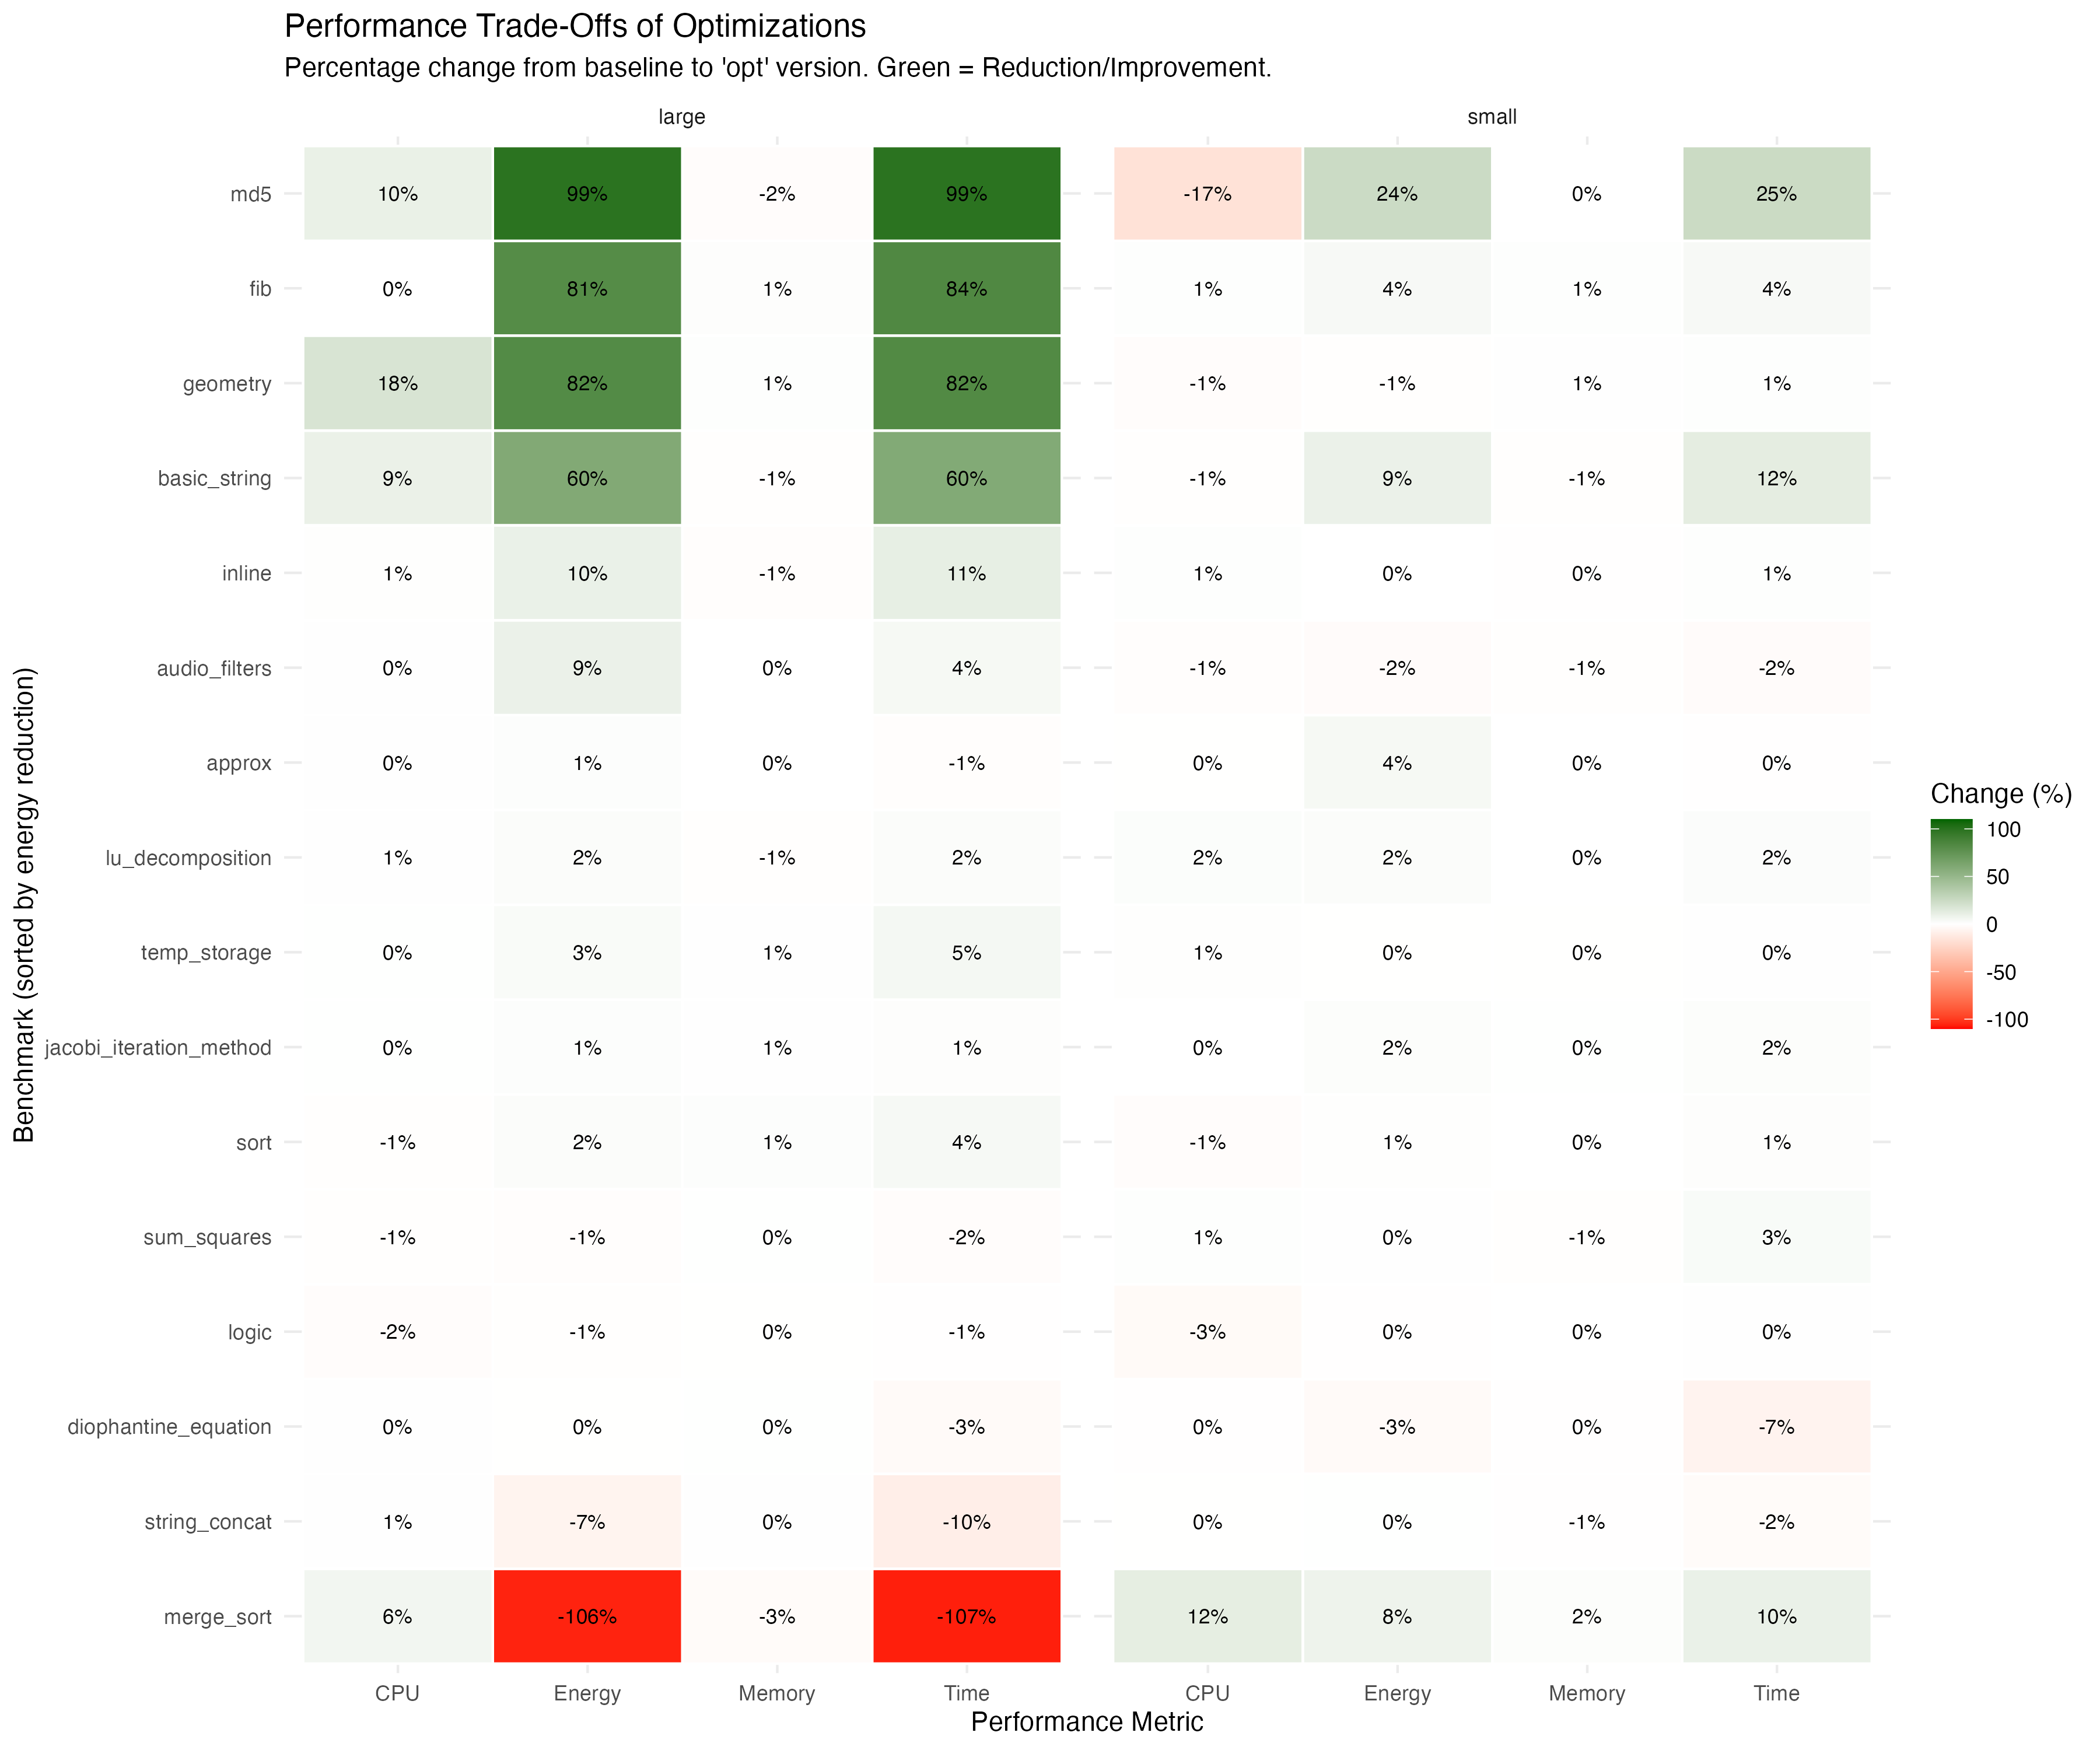 Performance Trade-Offs of Optimizations
Percentage change from baseline to 'opt' version. Green = Reduction/Improvement.
large small
md5 10% 99% -2% 99% -17% 24% 0% 25%
fib 0% 81% 1% 84% 1% 4% 1% 4%
geometry 18% 82% 1% 82% -1% -1% 1% 1%
basic_string 9% 60% -1% 60% -1% 9% -1% 12%
inline 1% 10% -1% 11% 1% 0% 0% 1%
audio_filters 0% 9% 0% 4% -1% -2% -1% -2%
approx 0% 1% 0% -1% 0% 4% 0% 0%
lu_decomposition 1% 2% -1% 2% 2% 2% 0% 2%
temp_storage 0% 3% 1% 5% 1% 0% 0% 0%
jacobi_iteration_method 0% 1% 1% 1% 0% 2% 0% 2%
sort -1% 2% 1% 4% -1% 1% 0% 1%
sum_squares -1% -1% 0% -2% 1% 0% -1% 3%
logic -2% -1% 0% -1% -3% 0% 0% 0%
diophantine_equation 0% 0% 0% -3% 0% -3% 0% -7%
string_concat 1% -7% 0% -10% 0% 0% -1% -2%
merge_sort 6% -106% -3% -107% 12% 8% 2% 10%
CPU Energy Memory Time CPU Energy Memory Time
Performance Metric
Benchmark (sorted by energy reduction)
Change (%)
100
50
0
-50
-100